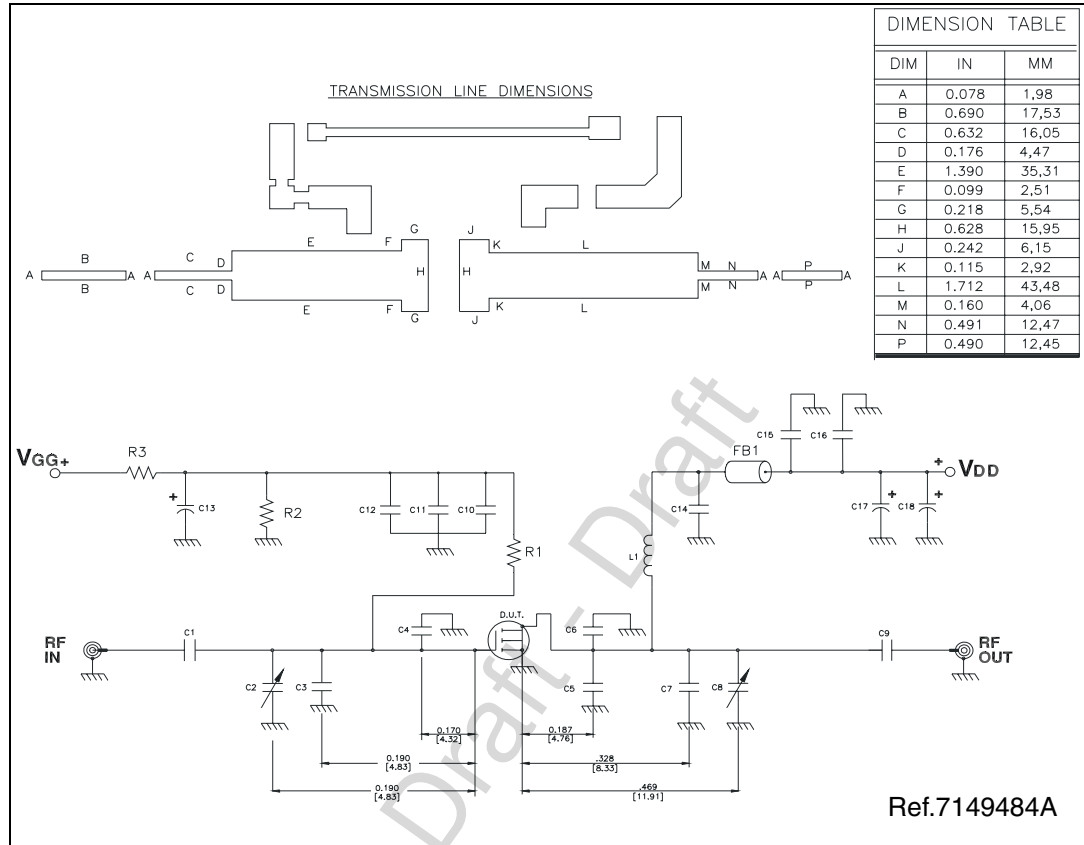 DIMENSION TABLE
DIM IN MM
A 0.078 1,98
B 0.690 17,53
C 0.632 16,05
D 0.176 4,47
E 1.390 35,31
F 0.099 2,51
G 0.218 5,54
H 0.628 15,95
J 0.242 6,15
K 0.115 2,92
L 1.712 43,48
M 0.160 4,06
N 0.491 12,47
P 0.490 12,45
TRANSMISSION LINE DIMENSIONS
G J
E F K L
B C D M N P
A A A H H A A
B C D M N P
E F K L
G J
VGG+ R3
C13
+
R2
C12 C11 C10
R1
C15 C16
FB1
+ VDD
C14
C17 + C18 +
L1
D.U.T.
RF IN
C1
C4
C6
C9
RF OUT
C2 C3
C5 C7 C8
0.170
[4.32]
0.187
[4.76]
0.190
[4.83]
.328
[8.33]
0.190
[4.83]
.469
[11.91]
Ref.7149484A
Draft - Draft